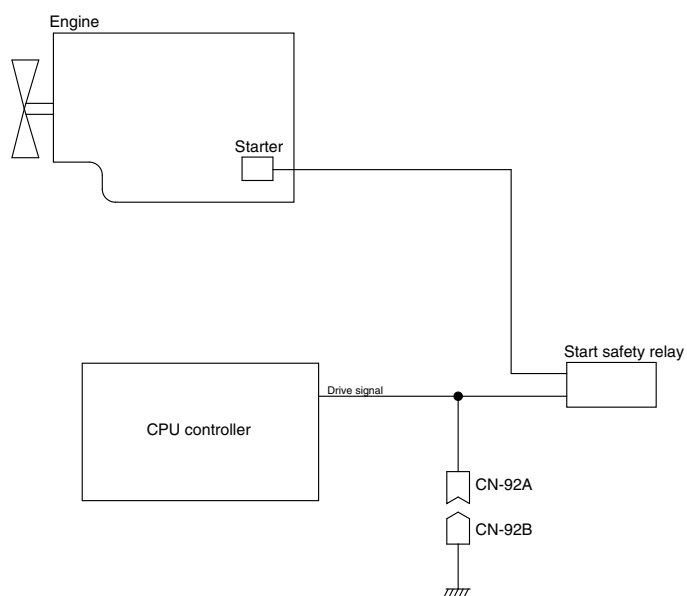 Engine
Starter
Start safety relay
Drive signal
CPU controller
CN-92A
CN-92B